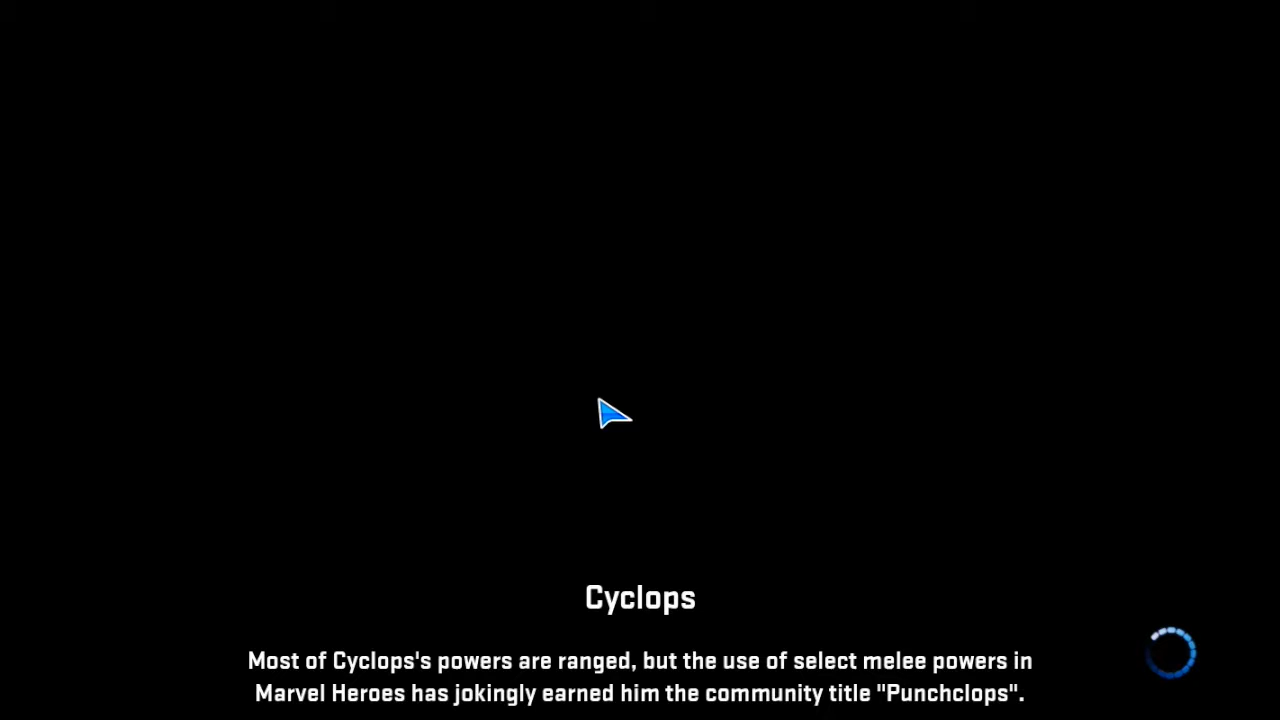 Cyclops
Most of Cyclops's powers are ranged, but the use of select melee powers in
Marvel Heroes has jokingly earned him the community title "Punchclops".